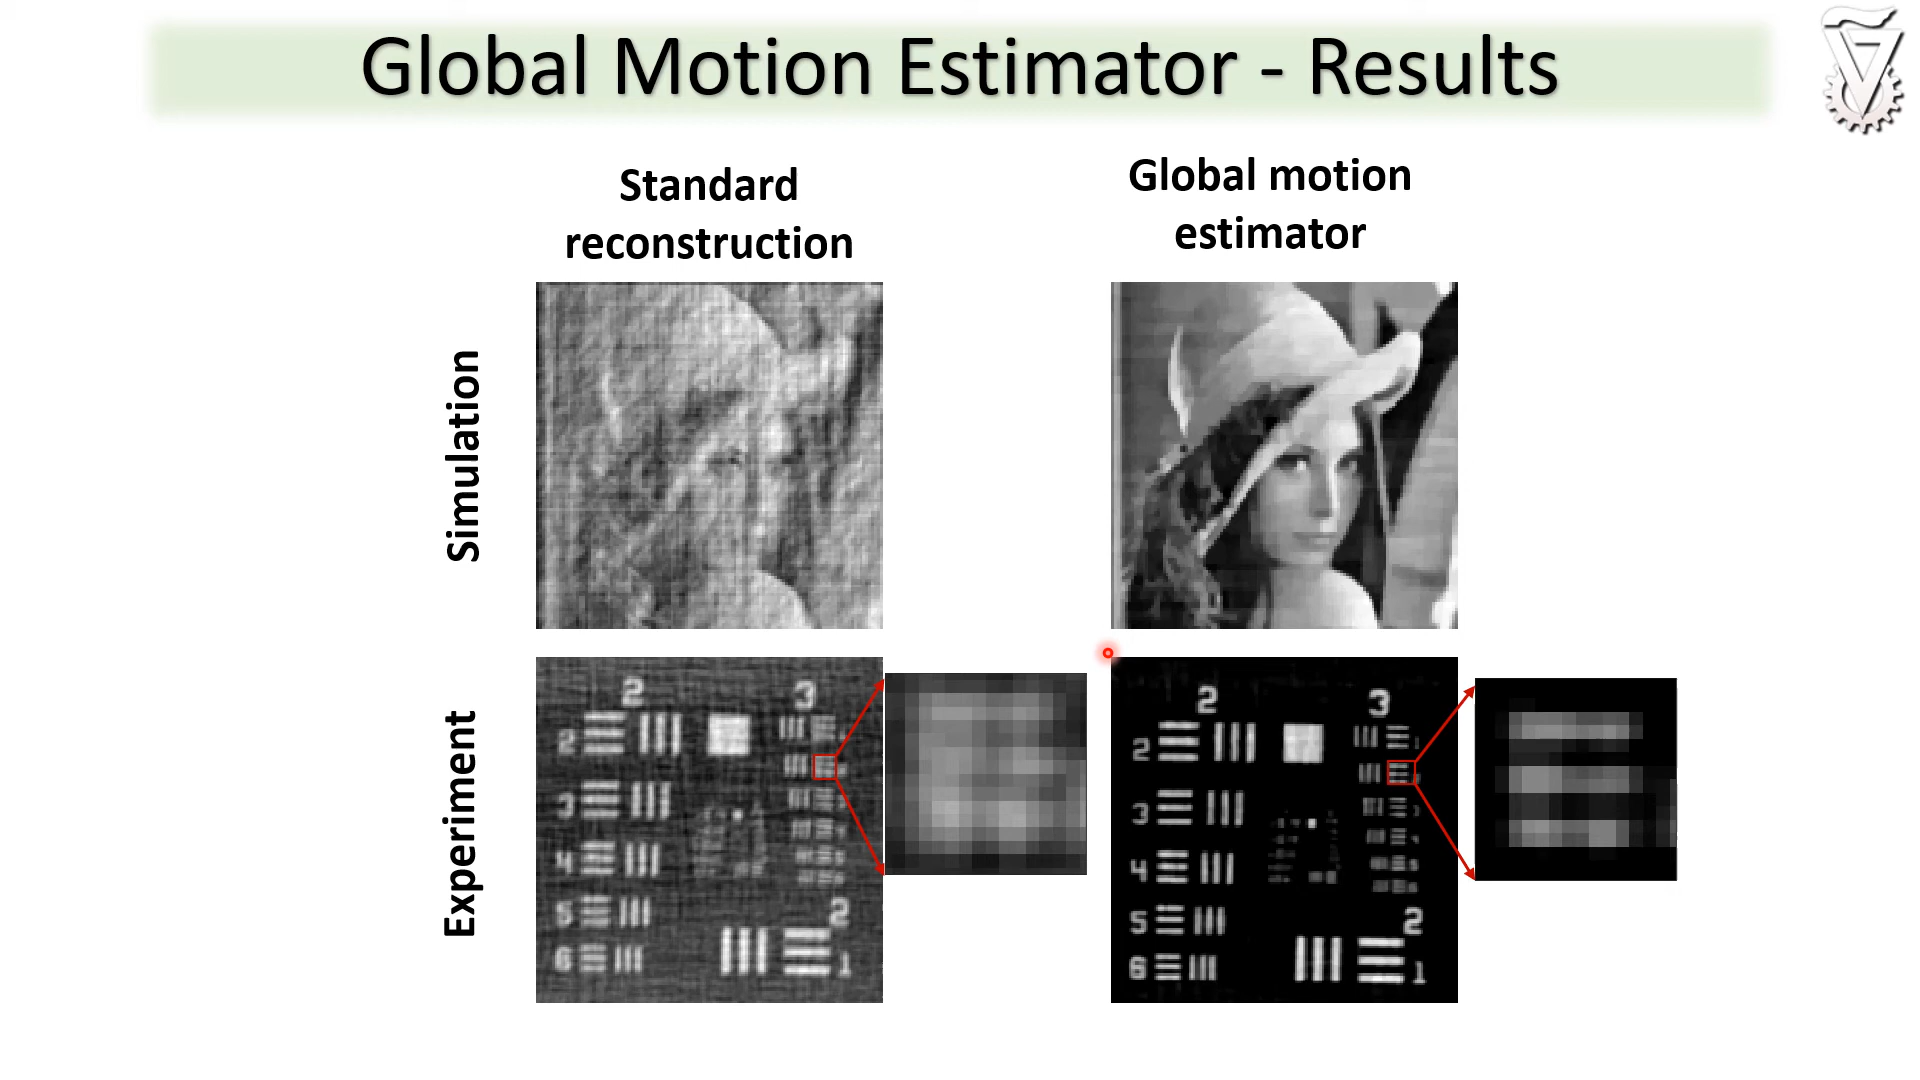 Global Motion Estimator - Results
Standard
reconstruction
Global motion
estimator
Simulation
Experiment
2
3
2
3
4
5
6
2
1
2
3
2
3
4
5
6
2
1